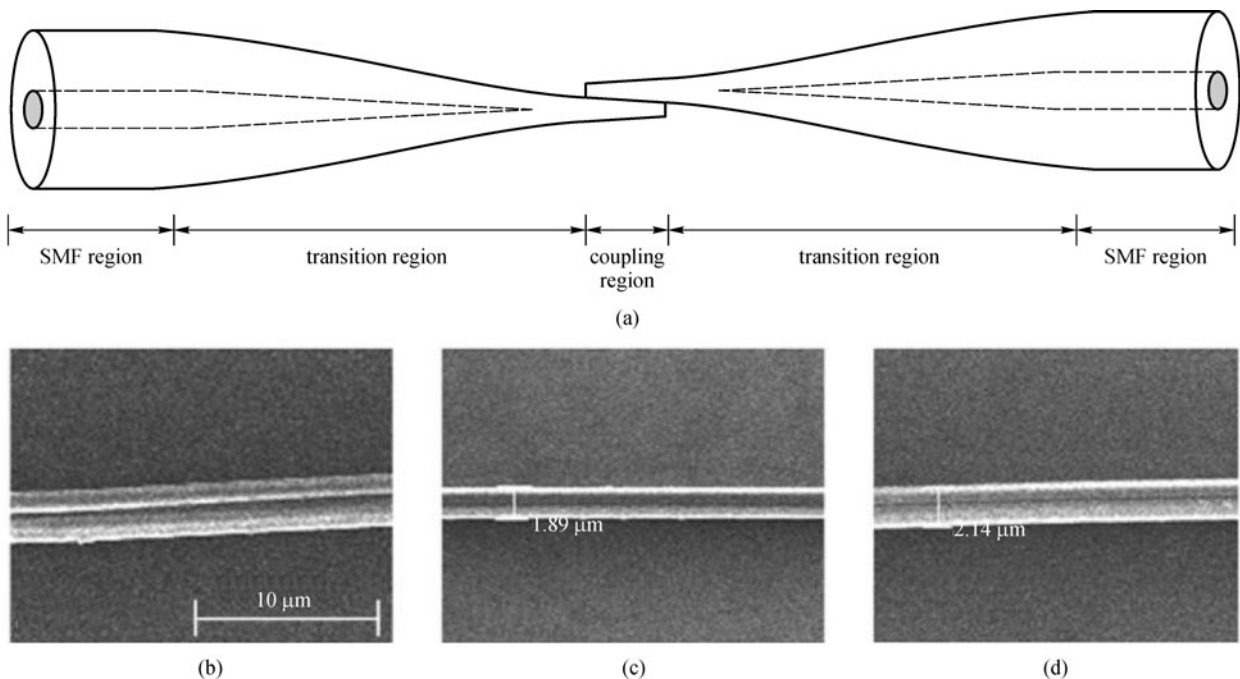 SMF region
transition region
coupling
region
transition region
SMF region
(a)
10 μm
1.89 μm
2.14 μm
(b)
(c)
(d)